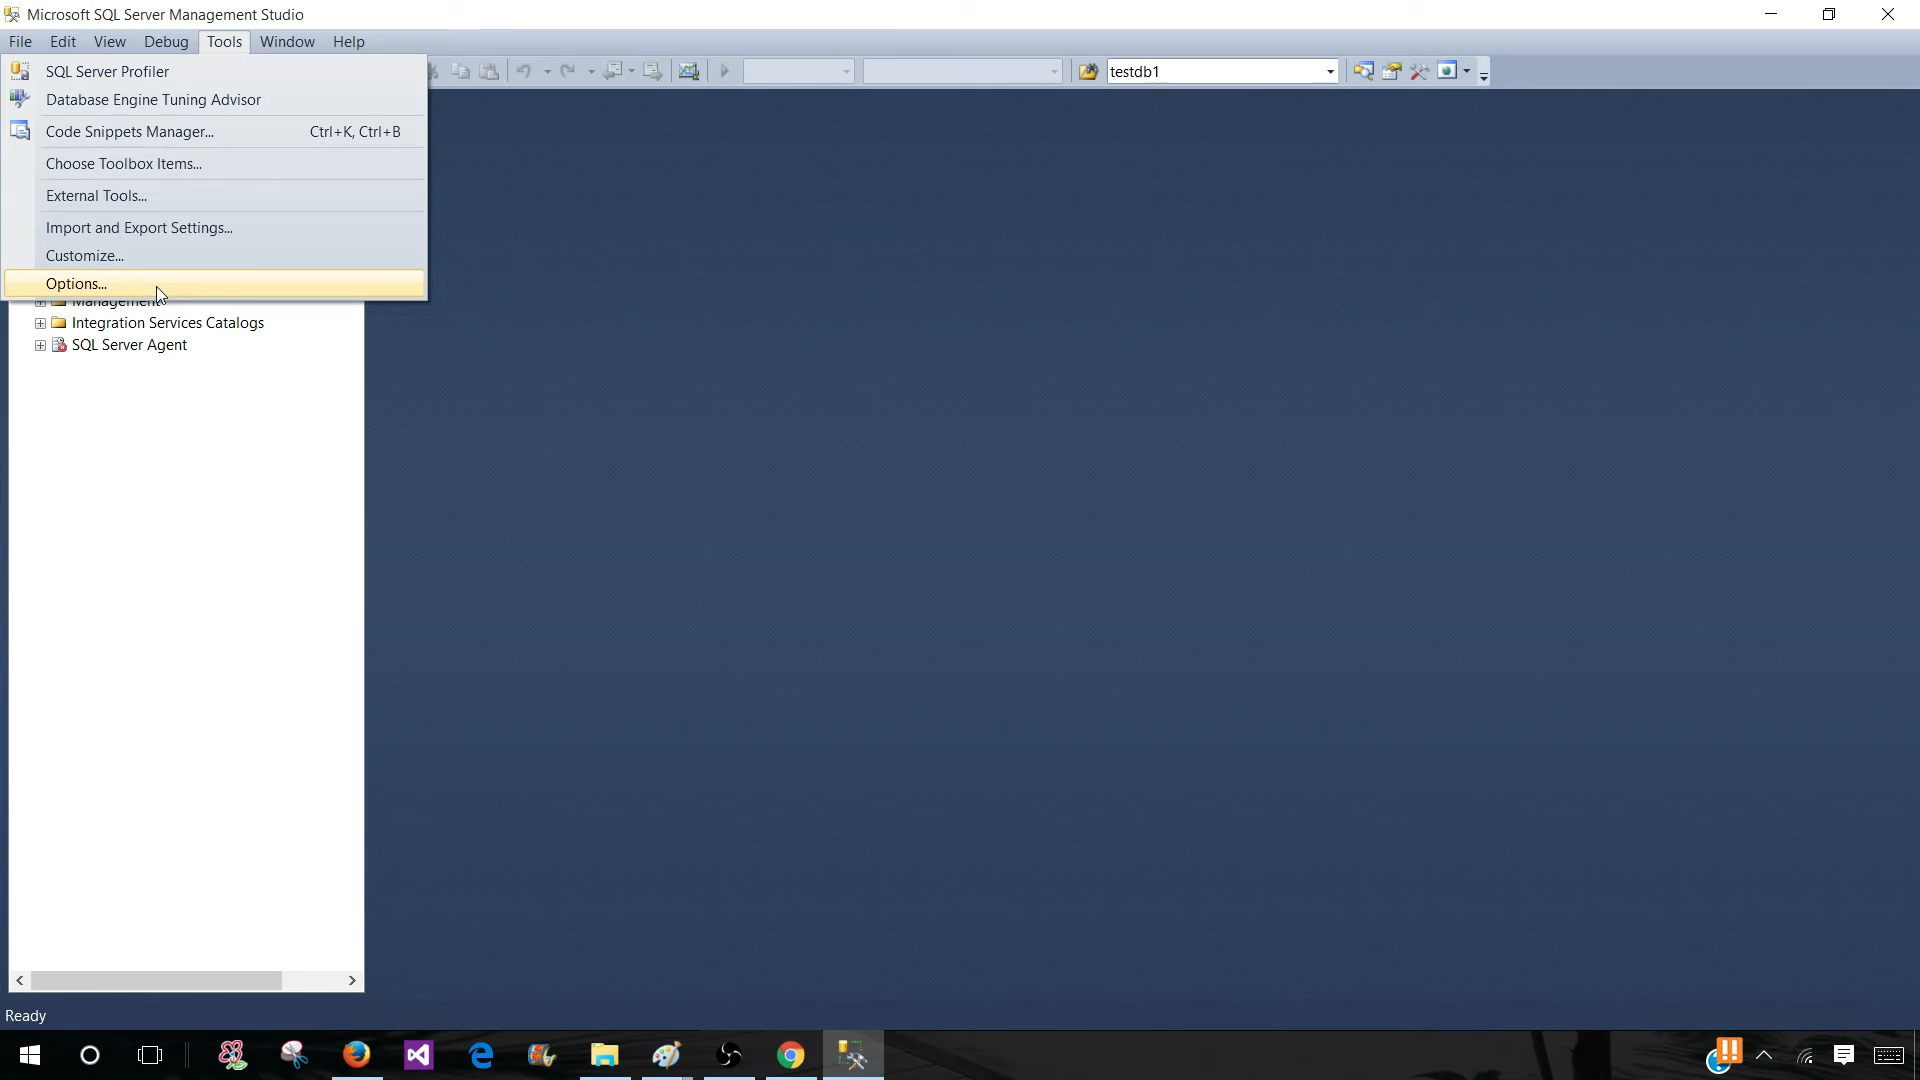 Microsoft SQL Server Management Studio
File Edit View Debug Tools Window Help
SQL Server Profiler
testdb1
Database Engine Tuning Advisor
Code Snippets Manager... Ctrl+K, Ctrl+B
Choose Toolbox Items...
External Tools...
Import and Export Settings...
Customize...
Options...
Management
Integration Services Catalogs
SQL Server Agent
Ready